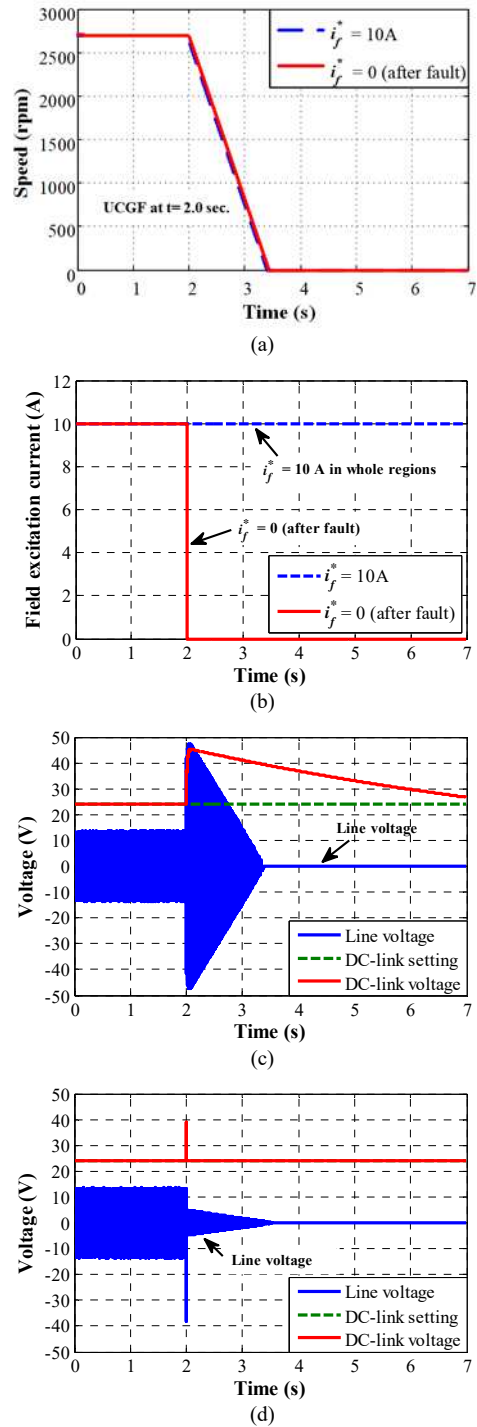 3000
2500
2000
1500
1000
500
0
Speed (rpm)
i_f^* = 10A
i_f^* = 0 (after fault)
UCGF at t= 2.0 sec.
0 1 2 3 4 5 6 7
Time (s)
(a)
12
10
8
6
4
2
0
Field excitation current (A)
i_f^* = 10 A in whole regions
i_f^* = 0 (after fault)
i_f^* = 10A
i_f^* = 0 (after fault)
0 1 2 3 4 5 6 7
Time (s)
(b)
50
40
30
20
10
0
-10
-20
-30
-40
-50
Voltage (V)
Line voltage
Line voltage
DC-link setting
DC-link voltage
0 1 2 3 4 5 6 7
Time (s)
(c)
50
40
30
20
10
0
-10
-20
-30
-40
-50
Voltage (V)
Line voltage
Line voltage
DC-link setting
DC-link voltage
0 1 2 3 4 5 6 7
Time (s)
(d)